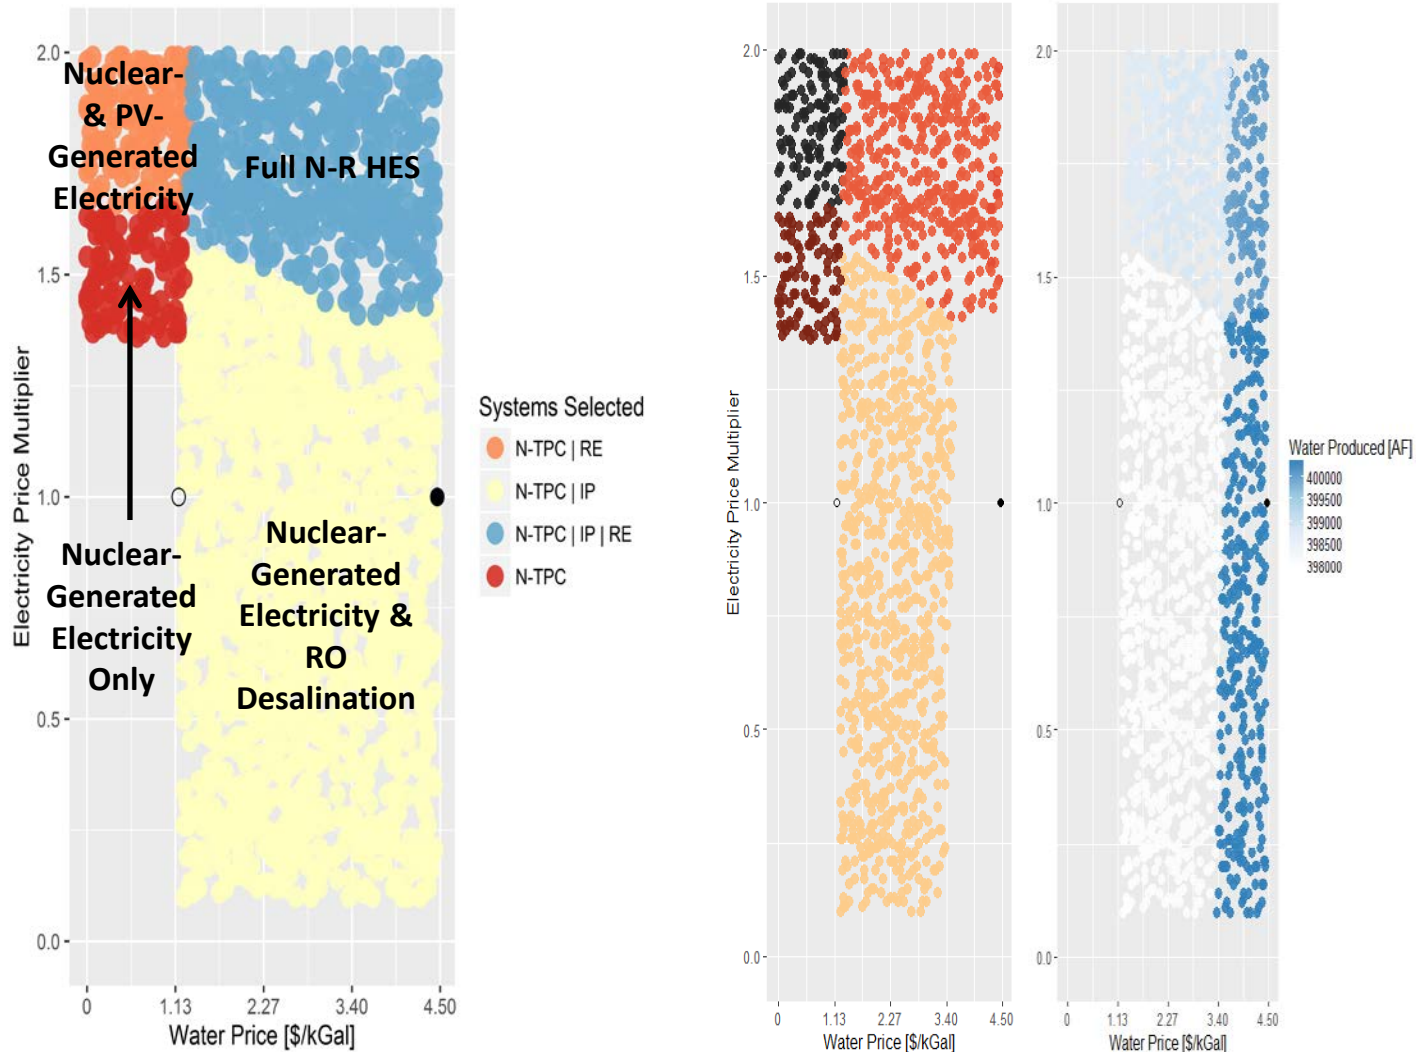 2.0
1.5
1.0
0.5
0.0
Electricity Price Multiplier
0
1.13
2.27
3.40
4.50
Water Price [$/kGal]
Nuclear-
& PV-
Generated
Electricity
Full N-R HES
Nuclear-
Generated
Electricity
Only
Nuclear-
Generated
Electricity &
RO
Desalination
Systems Selected
N-TPC | RE
N-TPC | IP
N-TPC | IP | RE
N-TPC
2.0
1.5
1.0
0.5
0.0
Electricity Price Multiplier
0
1.13
2.27
3.40
4.50
Water Price [$/kGal]
2.0
1.5
1.0
0.5
0.0
0
1.13
2.27
3.40
4.50
Water Price [$/kGal]
Water Produced [AF]
400000
399500
399000
398500
398000